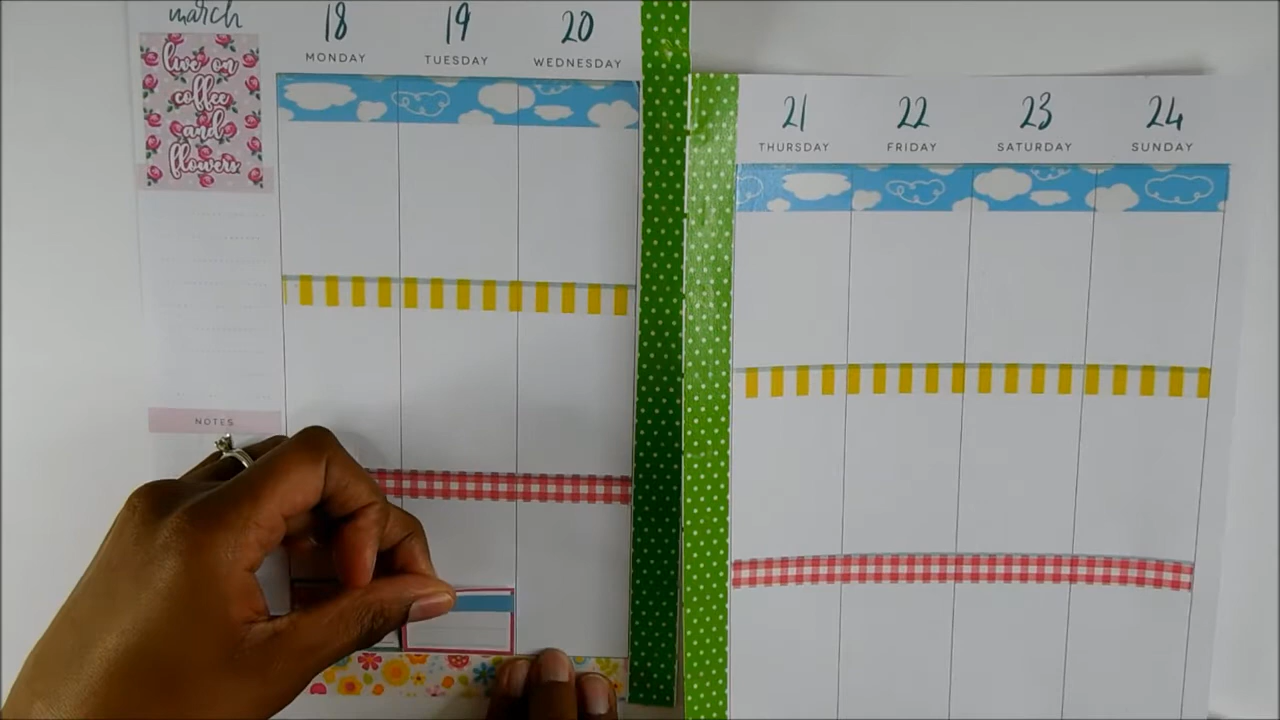 march
live on
coffee
and
flowers
NOTES
18
MONDAY
19
TUESDAY
20
WEDNESDAY
21
THURSDAY
22
FRIDAY
23
SATURDAY
24
SUNDAY